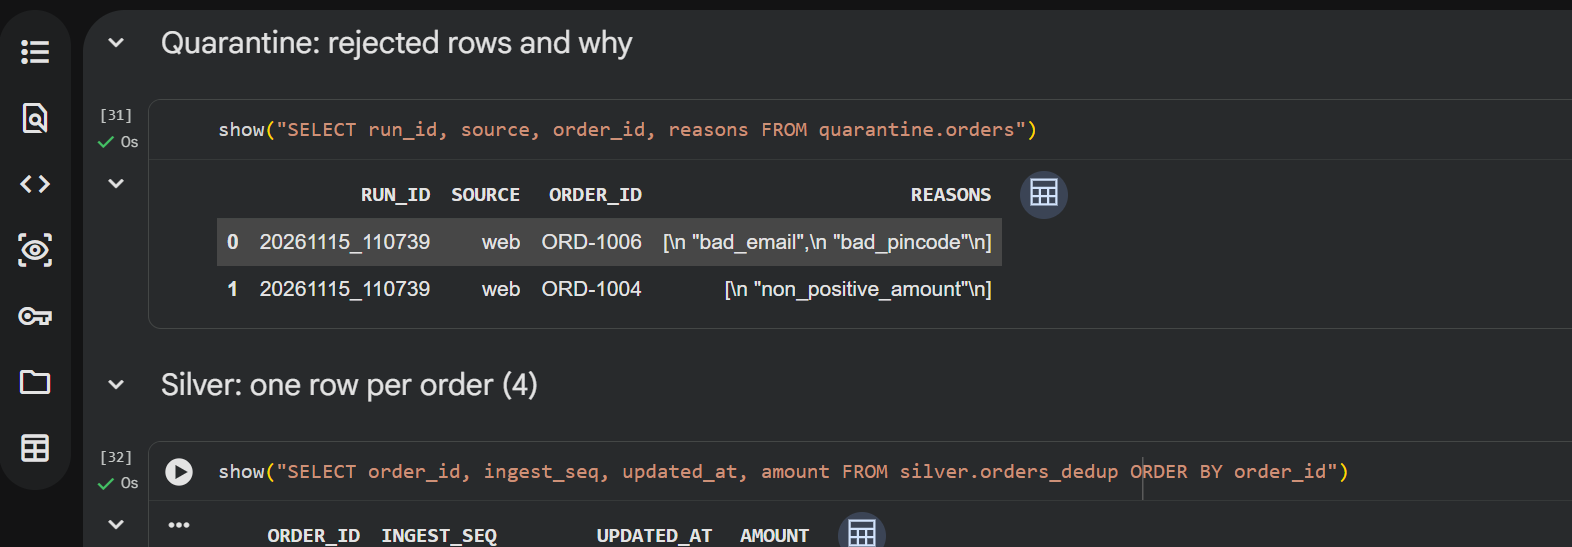 Quarantine: rejected rows and why
[31]
0s
show("SELECT run_id, source, order_id, reasons FROM quarantine.orders")
RUN_ID SOURCE ORDER_ID REASONS
0 20261115_110739 web ORD-1006 [\n "bad_email",\n "bad_pincode"\n]
1 20261115_110739 web ORD-1004 [\n "non_positive_amount"\n]
Silver: one row per order (4)
[32]
0s
show("SELECT order_id, ingest_seq, updated_at, amount FROM silver.orders_dedup ORDER BY order_id")
ORDER_ID INGEST_SEQ UPDATED_AT AMOUNT